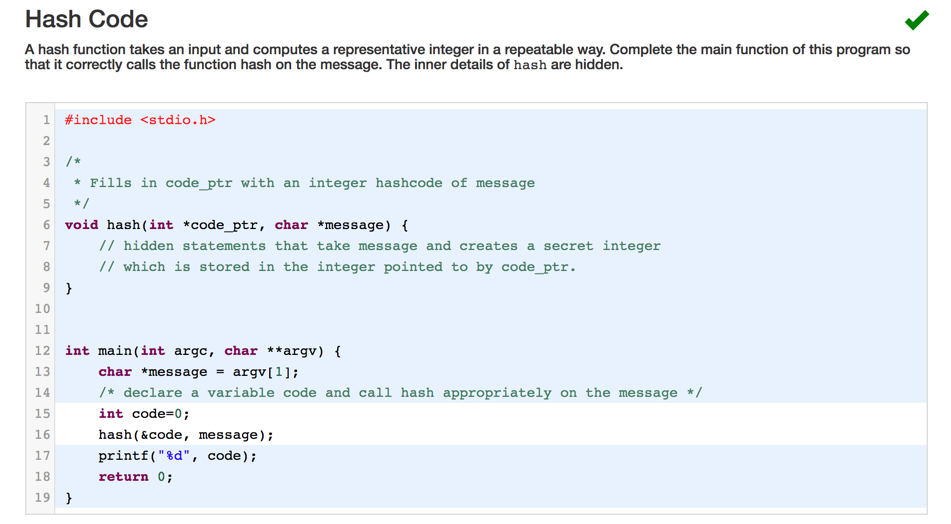 Hash Code
A hash function takes an input and computes a representative integer in a repeatable way. Complete the main function of this program so
that it correctly calls the function hash on the message. The inner details of hash are hidden.
1 #include <stdio.h>
2
3 /*
4  * Fills in code_ptr with an integer hashcode of message
5  */
6 void hash(int *code_ptr, char *message) {
7     // hidden statements that take message and creates a secret integer
8     // which is stored in the integer pointed to by code_ptr.
9 }
10
11
12 int main(int argc, char **argv) {
13     char *message = argv[1];
14     /* declare a variable code and call hash appropriately on the message */
15     int code=0;
16     hash(&code, message);
17     printf("%d", code);
18     return 0;
19 }